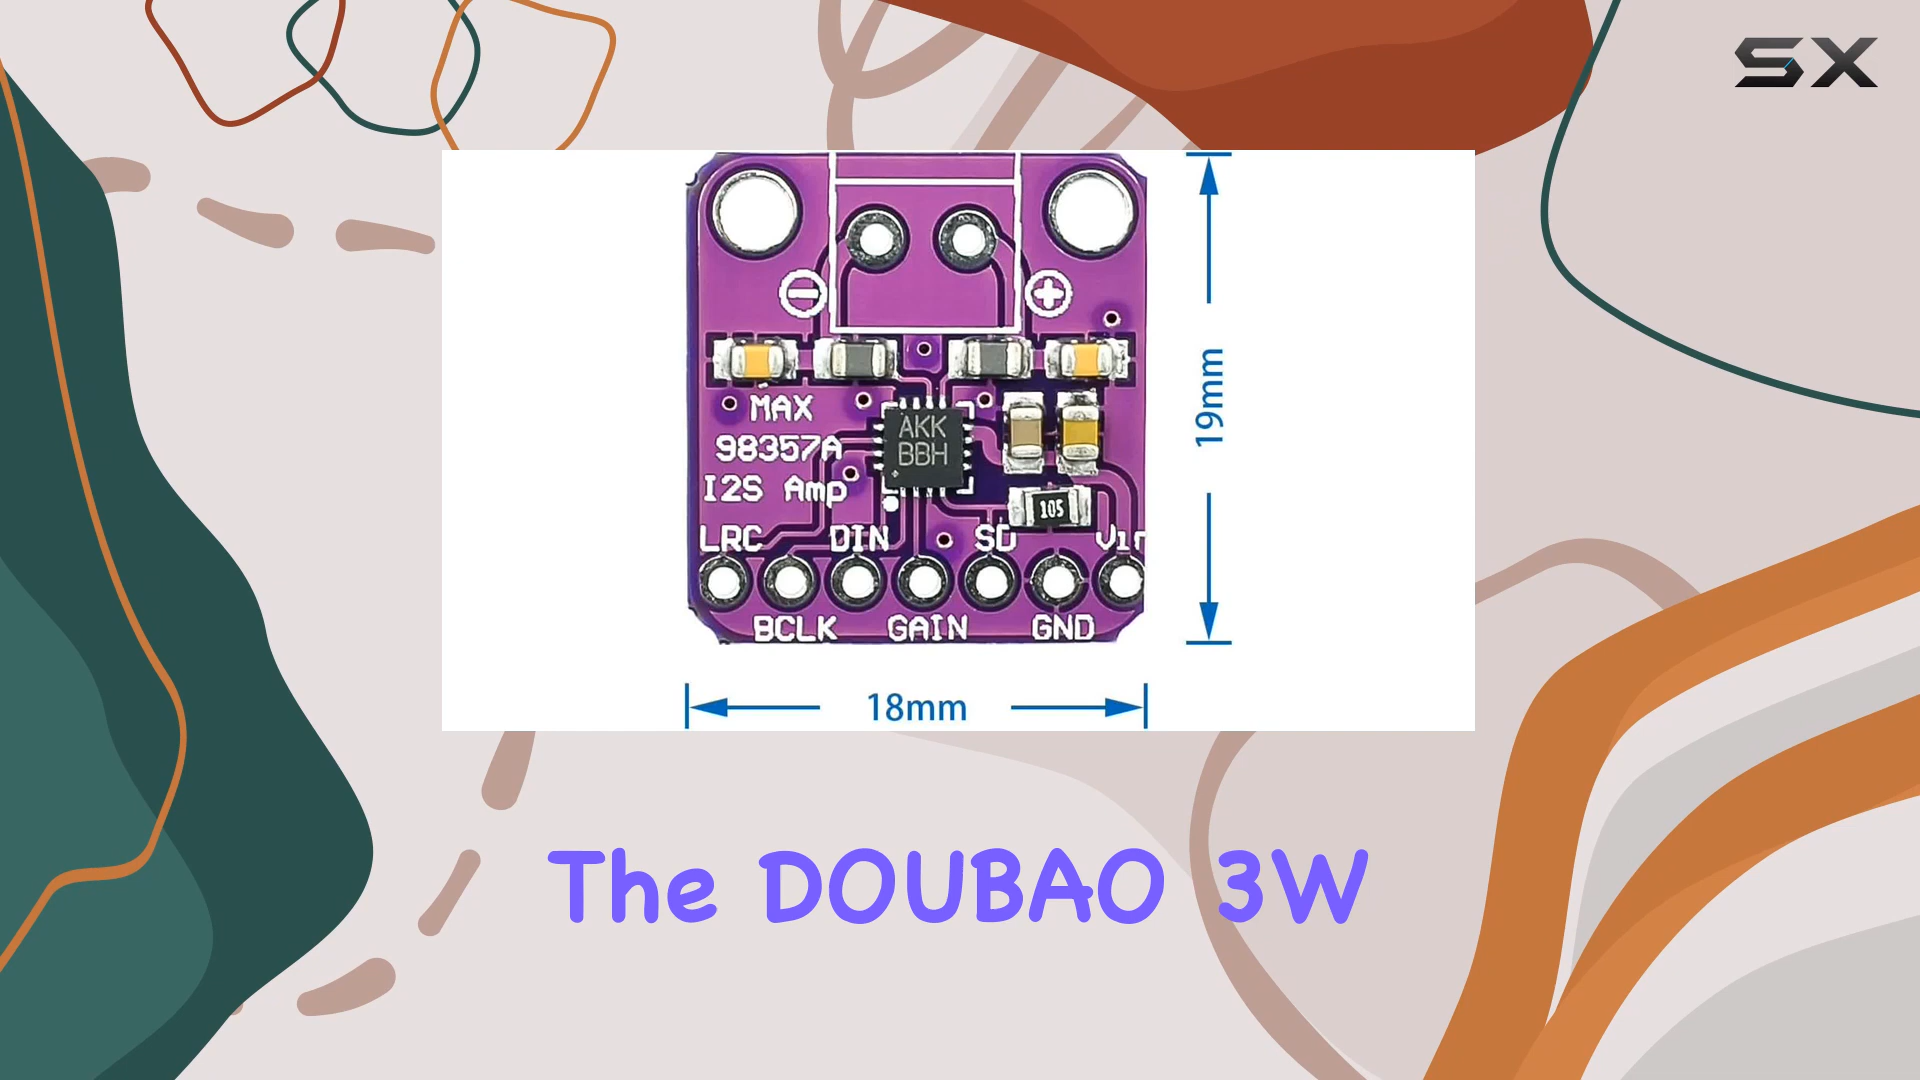 SX
MAX
98357A
I2S Amp
AKK
BBH
105
LRC DIN SD Vin
BCLK GAIN GND
19mm
18mm
The DOUBAO 3W